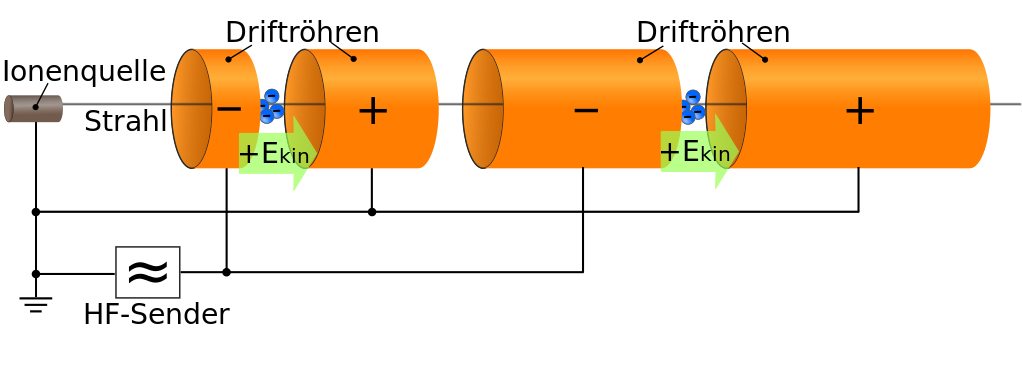 Driftröhren
Driftröhren
Ionenquelle
Strahl
− + − +
- - -
- - -
+Ekin
+Ekin
≈
HF-Sender